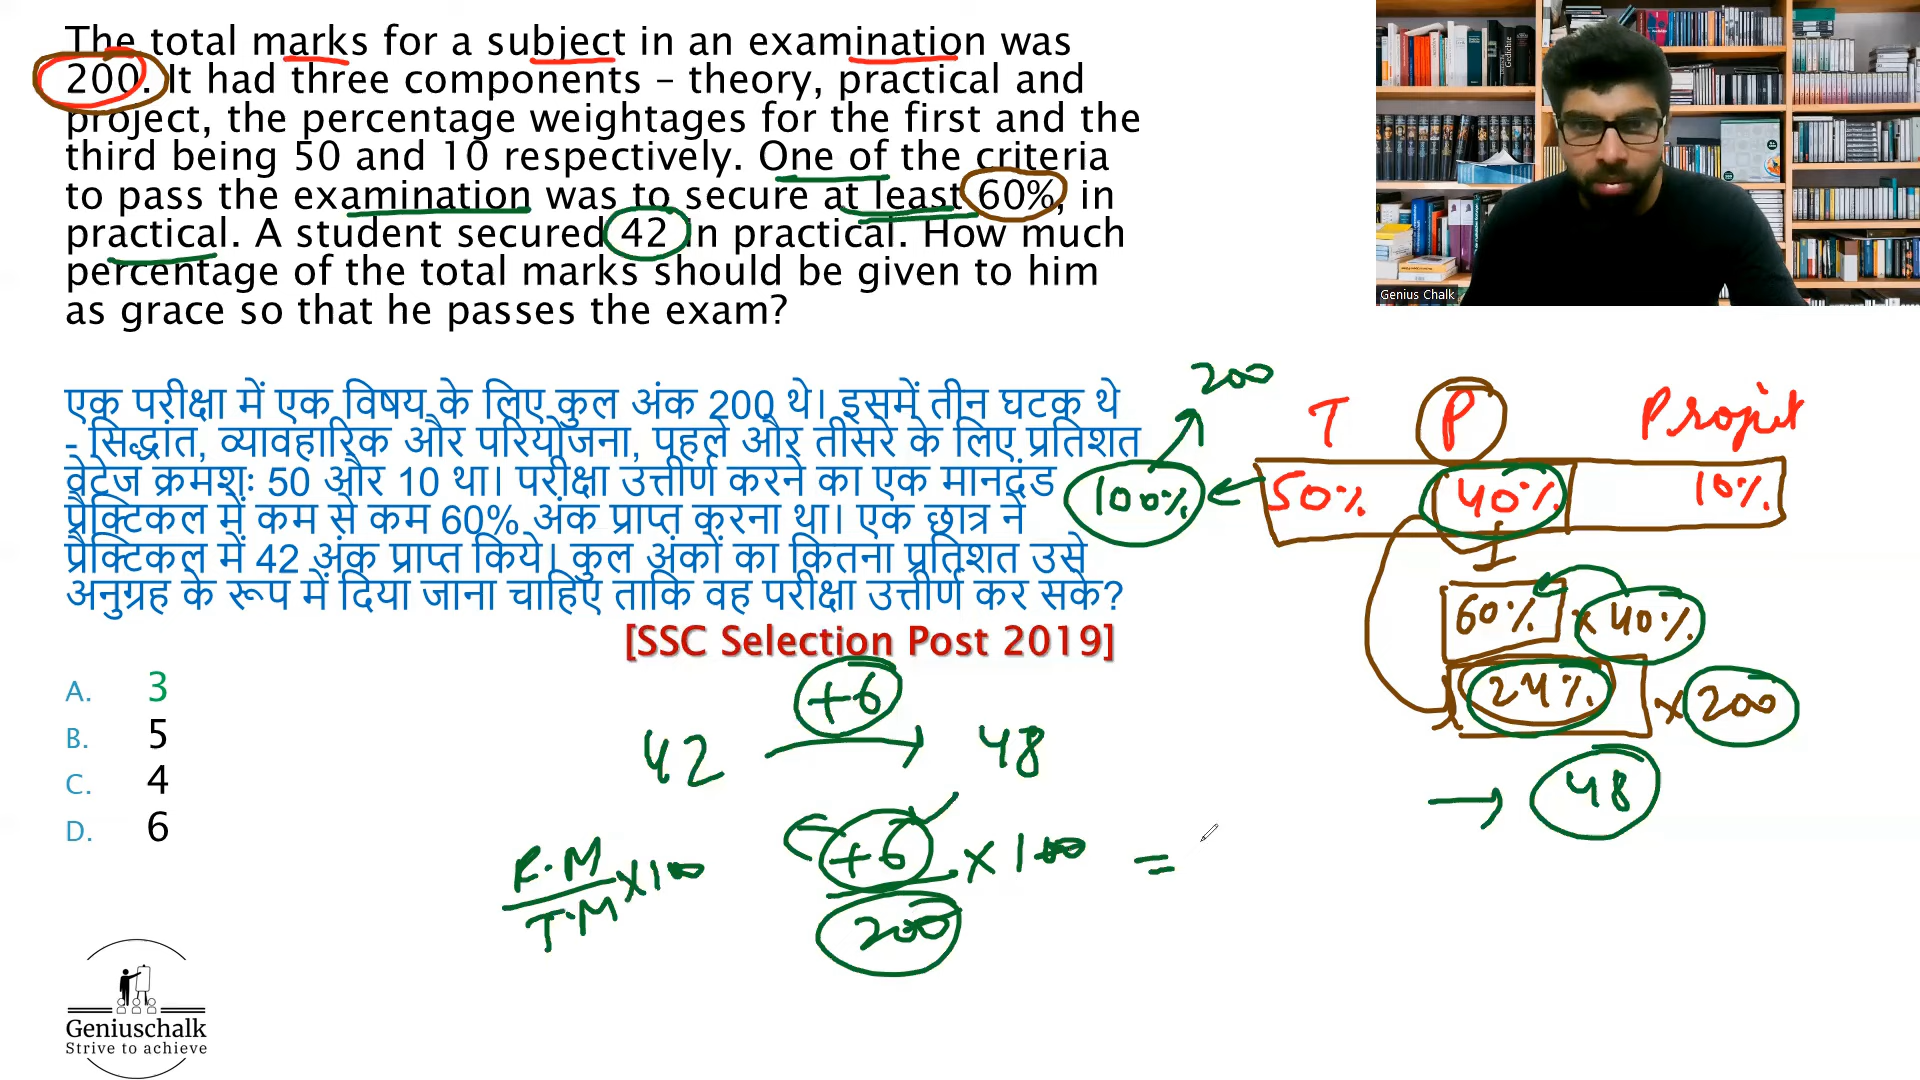 The total marks for a subject in an examination was
200. It had three components – theory, practical and
project, the percentage weightages for the first and the
third being 50 and 10 respectively. One of the criteria
to pass the examination was to secure at least 60%, in
practical. A student secured 42 in practical. How much
percentage of the total marks should be given to him
as grace so that he passes the exam?
Genius Chalk
एक परीक्षा में एक विषय के लिए कुल अंक 200 थे। इसमें तीन घटक थे
- सिद्धांत, व्यावहारिक और परियोजना, पहले और तीसरे के लिए प्रतिशत
वेटेज क्रमशः 50 और 10 था। परीक्षा उत्तीर्ण करने का एक मानदंड
प्रैक्टिकल में कम से कम 60% अंक प्राप्त करना था। एक छात्र ने
प्रैक्टिकल में 42 अंक प्राप्त किये। कुल अंकों का कितना प्रतिशत उसे
अनुग्रह के रूप में दिया जाना चाहिए ताकि वह परीक्षा उत्तीर्ण कर सके?
[SSC Selection Post 2019]
A. 3
B. 5
C. 4
D. 6
200
T P Project
100% 50% 40% 10%
60% × 40%
24% × 200
→ 48
+6
42 → 48
R.M
T.M
×100
+6
200
×100 =
Geniuschalk
Strive to achieve